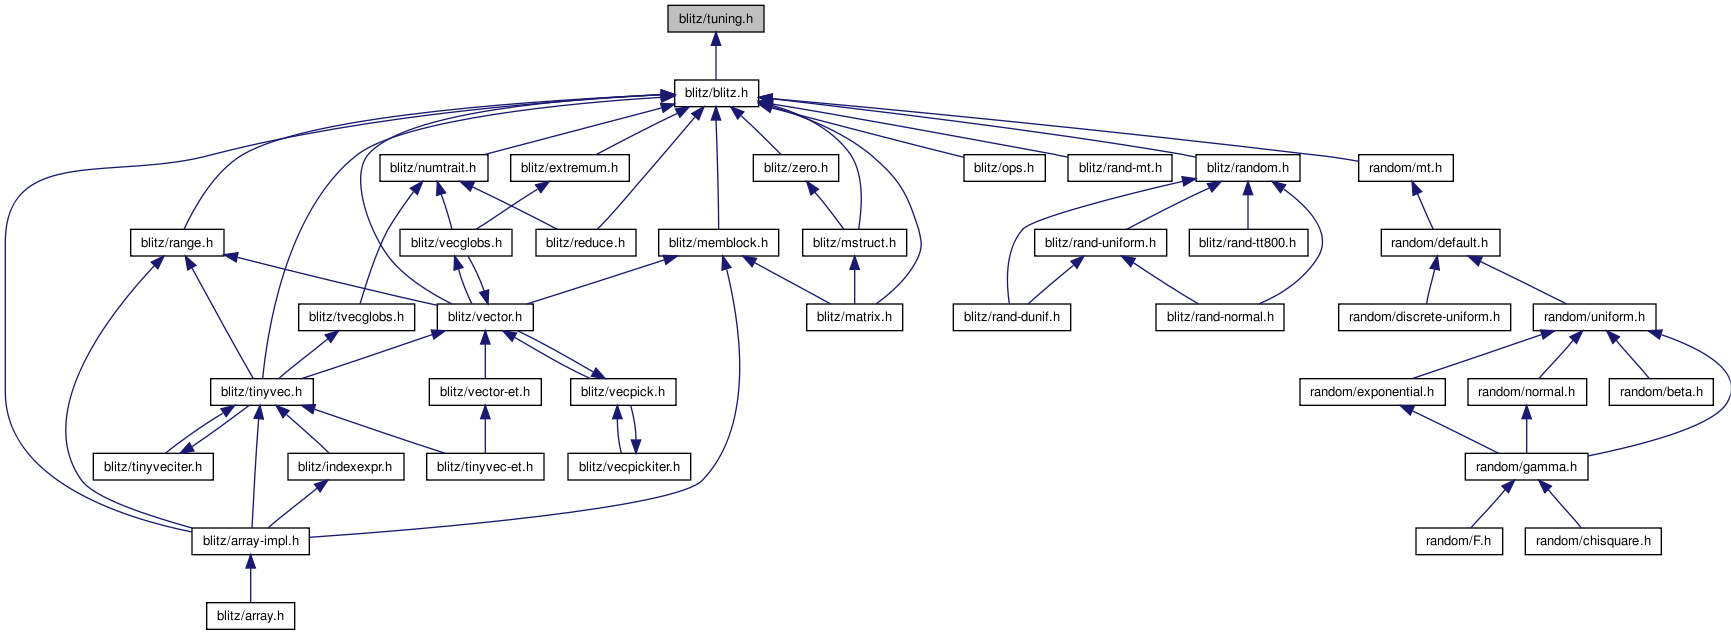 blitz/tuning.h
blitz/blitz.h
blitz/numtrait.h
blitz/extremum.h
blitz/zero.h
blitz/ops.h
blitz/rand-mt.h
blitz/random.h
random/mt.h
blitz/range.h
blitz/vecglobs.h
blitz/reduce.h
blitz/memblock.h
blitz/mstruct.h
blitz/rand-uniform.h
blitz/rand-tt800.h
random/default.h
blitz/tvecglobs.h
blitz/vector.h
blitz/matrix.h
blitz/rand-dunif.h
blitz/rand-normal.h
random/discrete-uniform.h
random/uniform.h
blitz/tinyvec.h
blitz/vector-et.h
blitz/vecpick.h
random/exponential.h
random/normal.h
random/beta.h
blitz/tinyveciter.h
blitz/indexexpr.h
blitz/tinyvec-et.h
blitz/vecpickiter.h
random/gamma.h
blitz/array-impl.h
random/F.h
random/chisquare.h
blitz/array.h